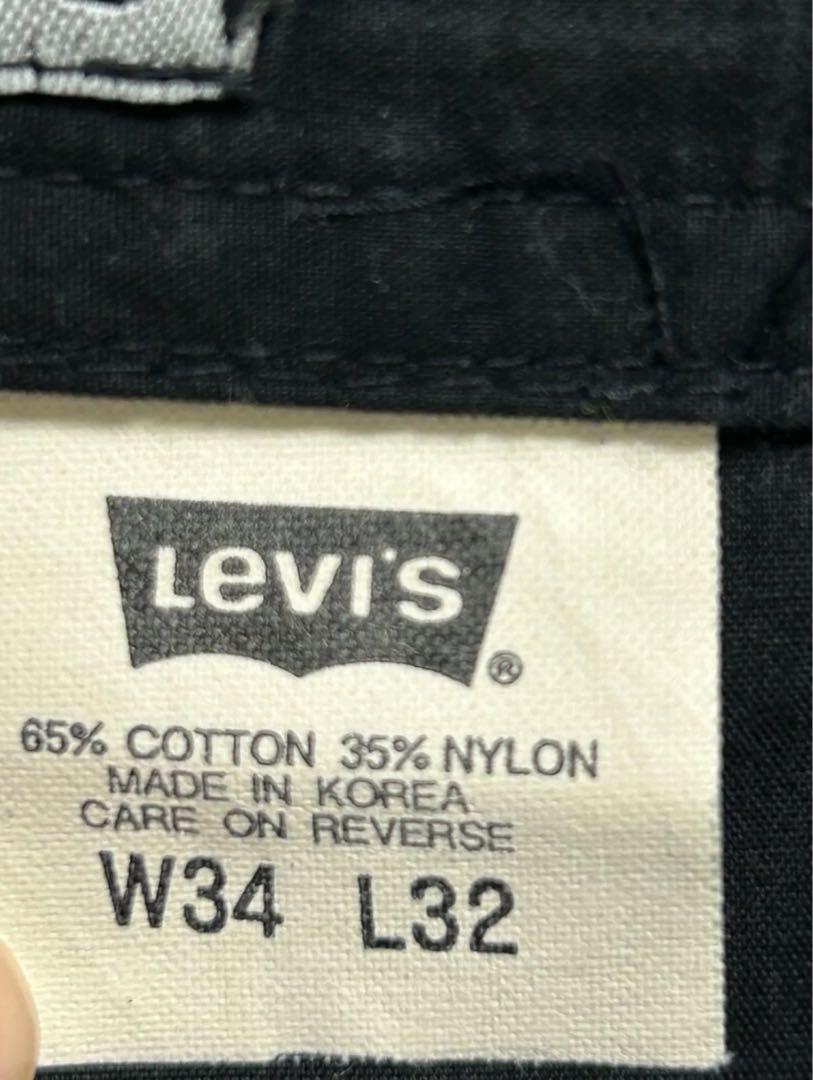 Levi's
®
65% COTTON 35% NYLON
MADE IN KOREA
CARE ON REVERSE
W34 L32